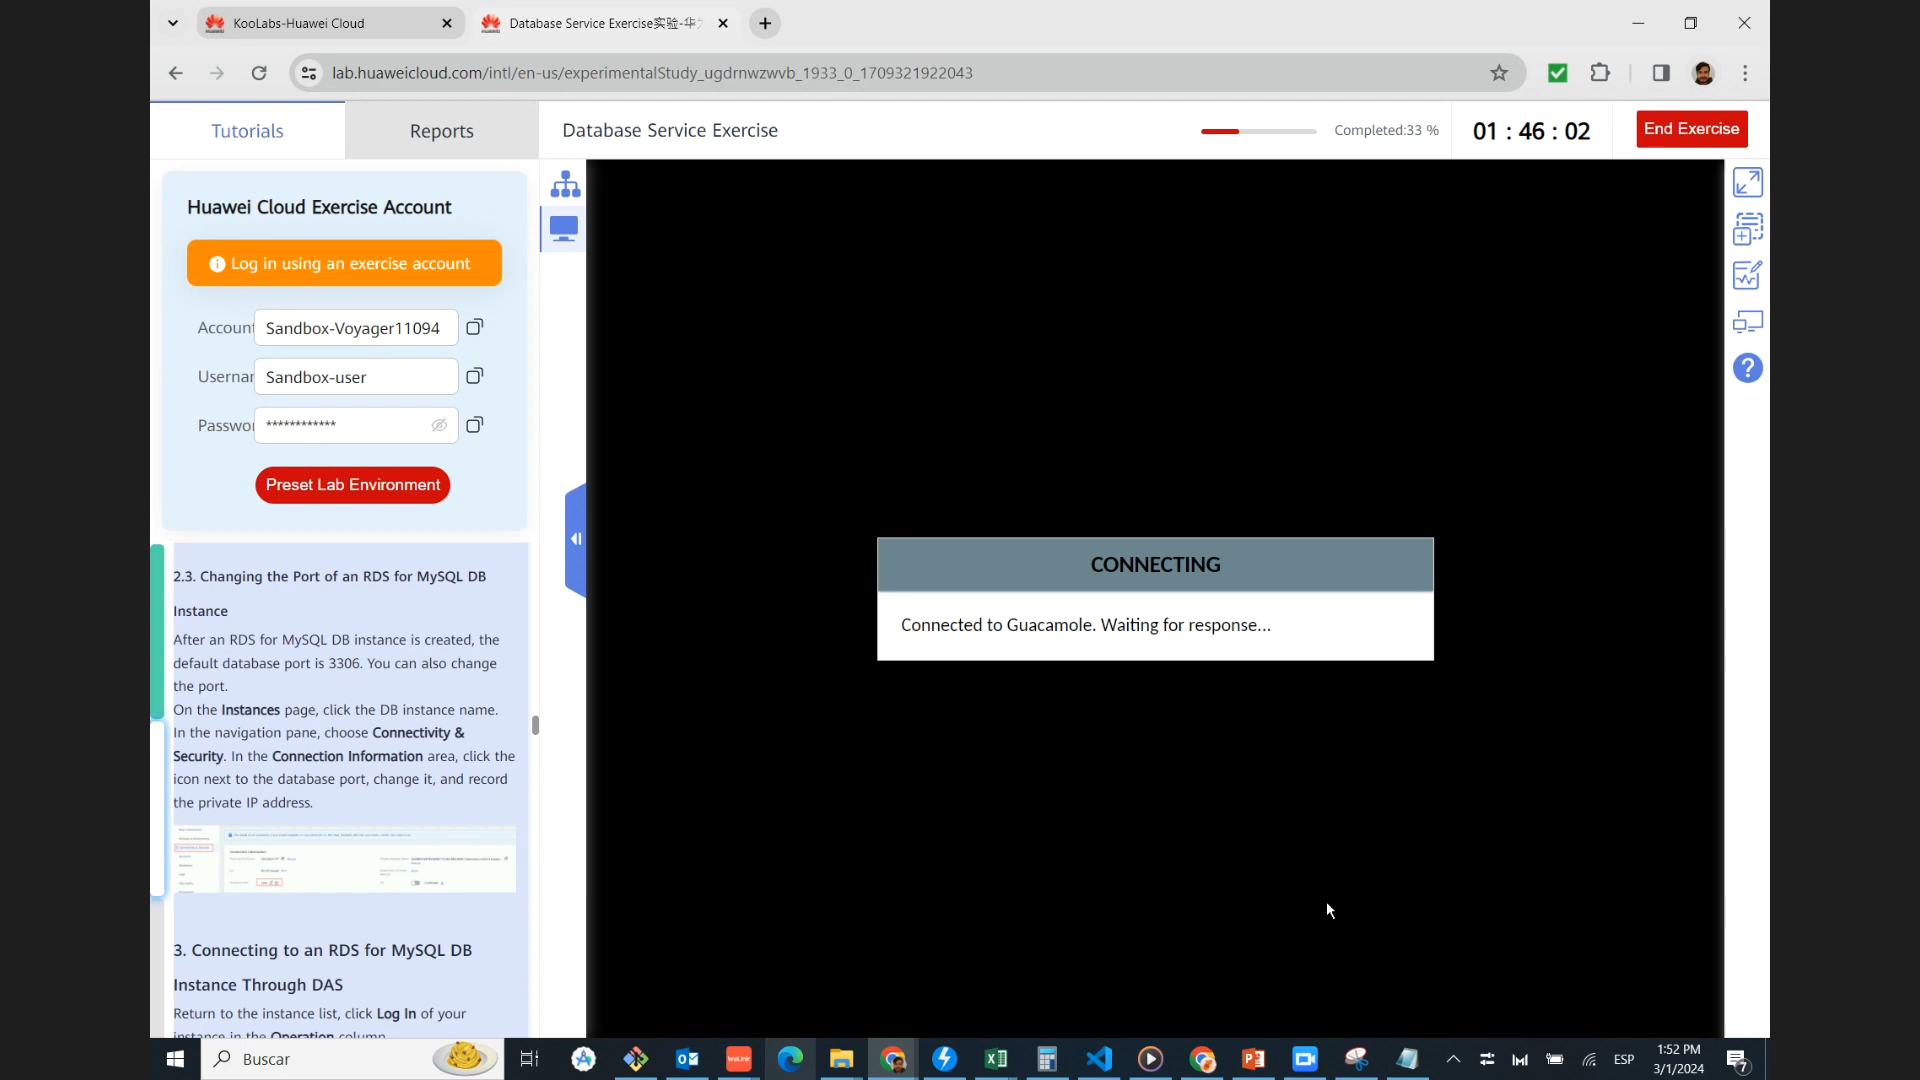 KooLabs-Huawei Cloud
Database Service Exercise实验-华
lab.huaweicloud.com/intl/en-us/experimentalStudy_ugdrnwzwvb_1933_0_1709321922043
Tutorials
Reports
Database Service Exercise
Completed:33 %
01 : 46 : 02
End Exercise
Huawei Cloud Exercise Account
Log in using an exercise account
Account
Sandbox-Voyager11094
Usernar
Sandbox-user
Passwor
************
Preset Lab Environment
2.3. Changing the Port of an RDS for MySQL DB
Instance
After an RDS for MySQL DB instance is created, the
default database port is 3306. You can also change
the port.
On the Instances page, click the DB instance name.
In the navigation pane, choose Connectivity &
Security. In the Connection Information area, click the
icon next to the database port, change it, and record
the private IP address.
3. Connecting to an RDS for MySQL DB
Instance Through DAS
Return to the instance list, click Log In of your
instance in the Operation column.
CONNECTING
Connected to Guacamole. Waiting for response...
Buscar
ESP
1:52 PM
3/1/2024
7